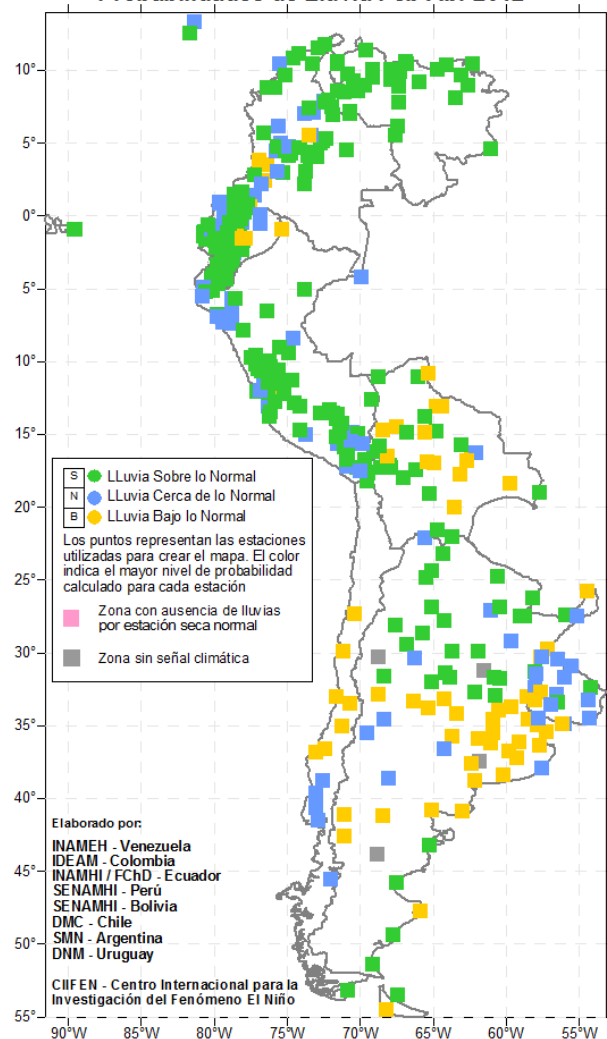 10°
5°
0°
5°
10°
15°
20°
25°
30°
35°
40°
45°
50°
55°
90°W 85°W 80°W 75°W 70°W 65°W 60°W 55°W
S LLuvia Sobre lo Normal
N LLuvia Cerca de lo Normal
B LLuvia Bajo lo Normal
Los puntos representan las estaciones
utilizadas para crear el mapa. El color
indica el mayor nivel de probabilidad
calculado para cada estación
Zona con ausencia de lluvias
por estación seca normal
Zona sin señal climática
Elaborado por:
INAMEH - Venezuela
IDEAM - Colombia
INAMHI / FChD - Ecuador
SENAMHI - Perú
SENAMHI - Bolivia
DMC - Chile
SMN - Argentina
DNM - Uruguay
CIIFEN - Centro Internacional para la
Investigación del Fenómeno El Niño